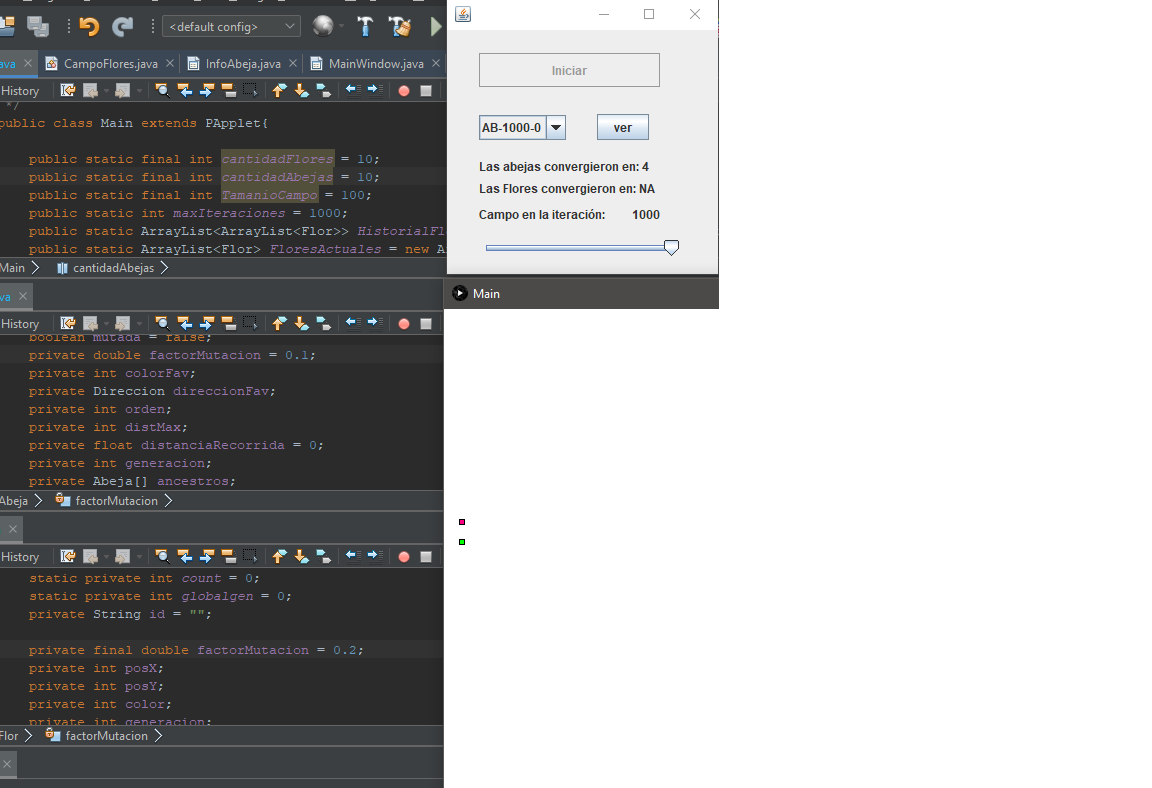 <default config>
ava CampoFlores.java InfoAbeja.java MainWindow.java
History
*/
public class Main extends PApplet{
public static final int cantidadFlores = 10;
public static final int cantidadAbejas = 10;
public static final int TamanioCampo = 100;
public static int maxIteraciones = 1000;
public static ArrayList<ArrayList<Flor>> HistorialFl
public static ArrayList<Flor> FloresActuales = new A
Main cantidadAbejas
va
History
boolean mutada = false;
private double factorMutacion = 0.1;
private int colorFav;
private Direccion direccionFav;
private int orden;
private int distMax;
private float distanciaRecorrida = 0;
private int generacion;
private Abeja[] ancestros;
Abeja factorMutacion
History
static private int count = 0;
static private int globalgen = 0;
private String id = "";
private final double factorMutacion = 0.2;
private int posX;
private int posY;
private int color;
private int generacion;
Flor factorMutacion
Iniciar
AB-1000-0 ver
Las abejas convergieron en: 4
Las Flores convergieron en: NA
Campo en la iteración: 1000
Main